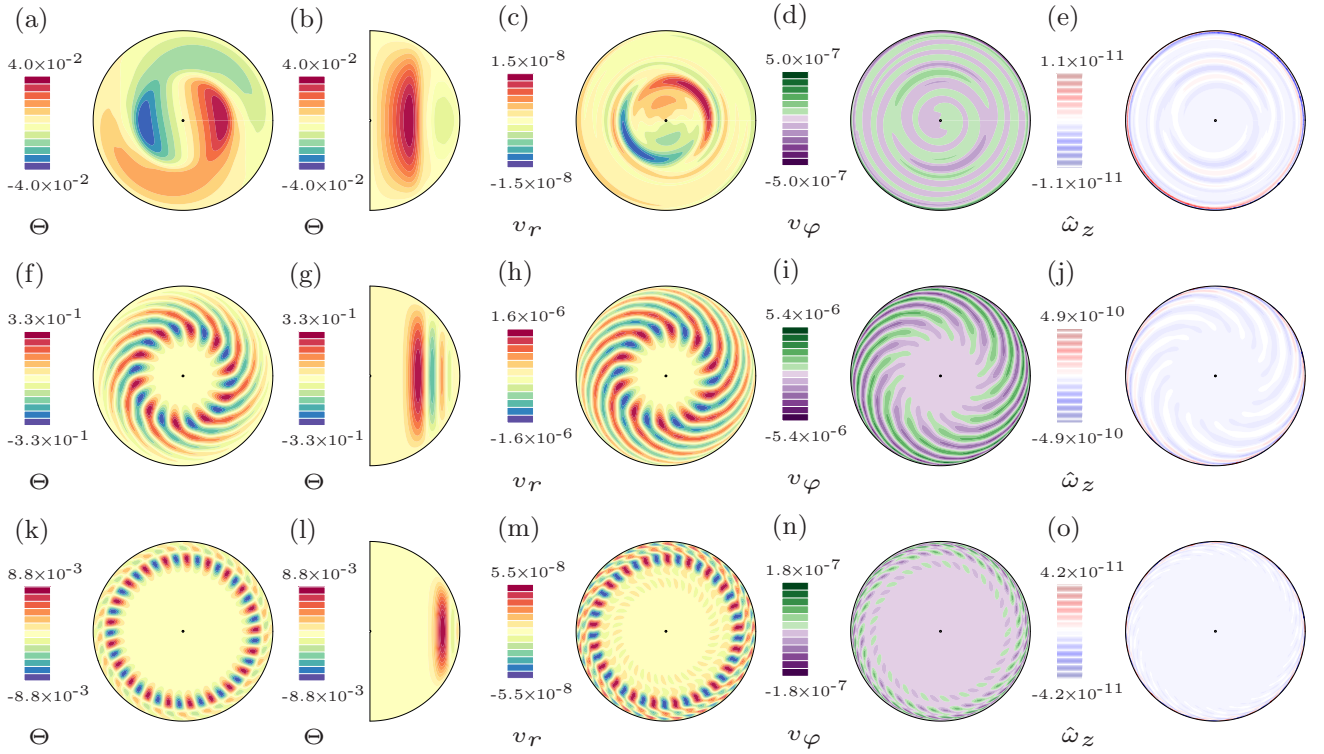 (a) (b) (c) (d) (e)
4.0×10⁻² 4.0×10⁻² 1.5×10⁻⁸ 5.0×10⁻⁷ 1.1×10⁻¹¹
-4.0×10⁻² -4.0×10⁻² -1.5×10⁻⁸ -5.0×10⁻⁷ -1.1×10⁻¹¹
Θ Θ v_r v_φ ω̂_z
(f) (g) (h) (i) (j)
3.3×10⁻¹ 3.3×10⁻¹ 1.6×10⁻⁶ 5.4×10⁻⁶ 4.9×10⁻¹⁰
-3.3×10⁻¹ -3.3×10⁻¹ -1.6×10⁻⁶ -5.4×10⁻⁶ -4.9×10⁻¹⁰
Θ Θ v_r v_φ ω̂_z
(k) (l) (m) (n) (o)
8.8×10⁻³ 8.8×10⁻³ 5.5×10⁻⁸ 1.8×10⁻⁷ 4.2×10⁻¹¹
-8.8×10⁻³ -8.8×10⁻³ -5.5×10⁻⁸ -1.8×10⁻⁷ -4.2×10⁻¹¹
Θ Θ v_r v_φ ω̂_z